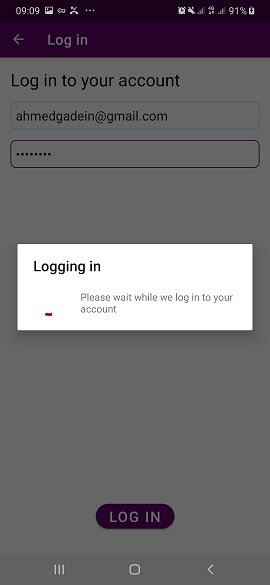 09:09 91%
Log in
Log in to your account
ahmedgadein@gmail.com
••••••••
Logging in
Please wait while we log in to your
account
LOG IN